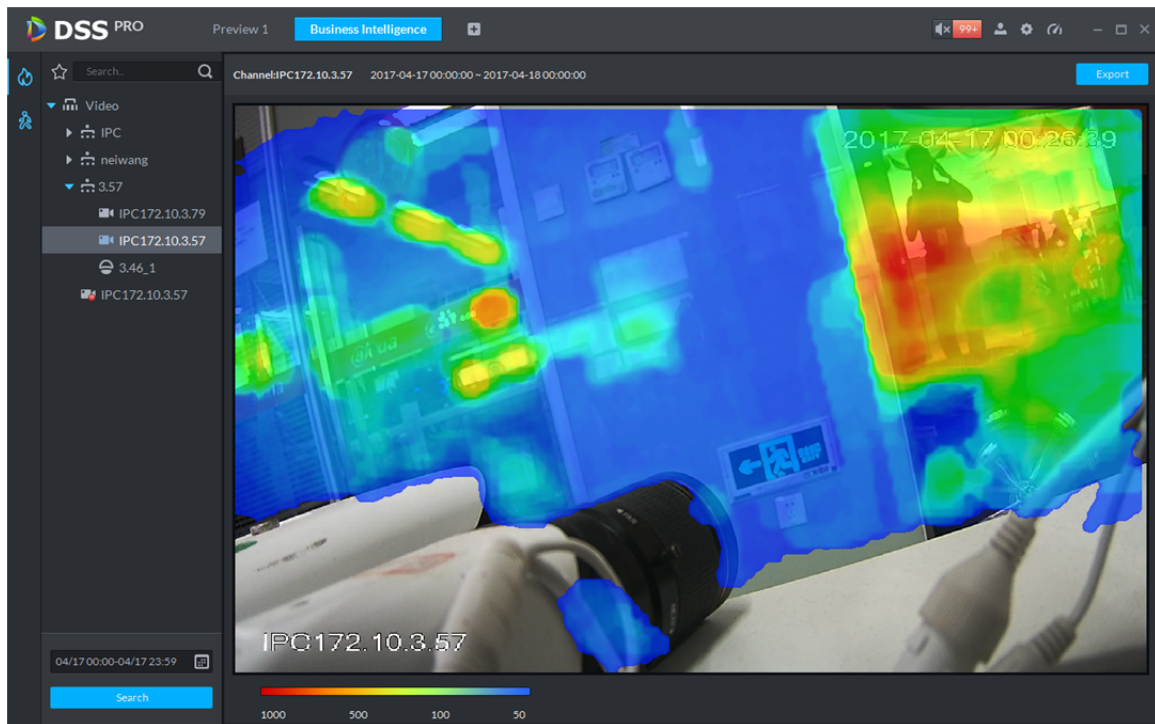 DSS PRO
Preview 1
Business Intelligence
99+
Search..
Channel:IPC172.10.3.57 2017-04-17 00:00:00 ~ 2017-04-18 00:00:00
Export
Video
IPC
neiwang
3.57
IPC172.10.3.79
IPC172.10.3.57
3.46_1
IPC172.10.3.57
2017-04-17 00:26:39
IPC172.10.3.57
04/17 00:00-04/17 23:59
Search
1000 500 100 50